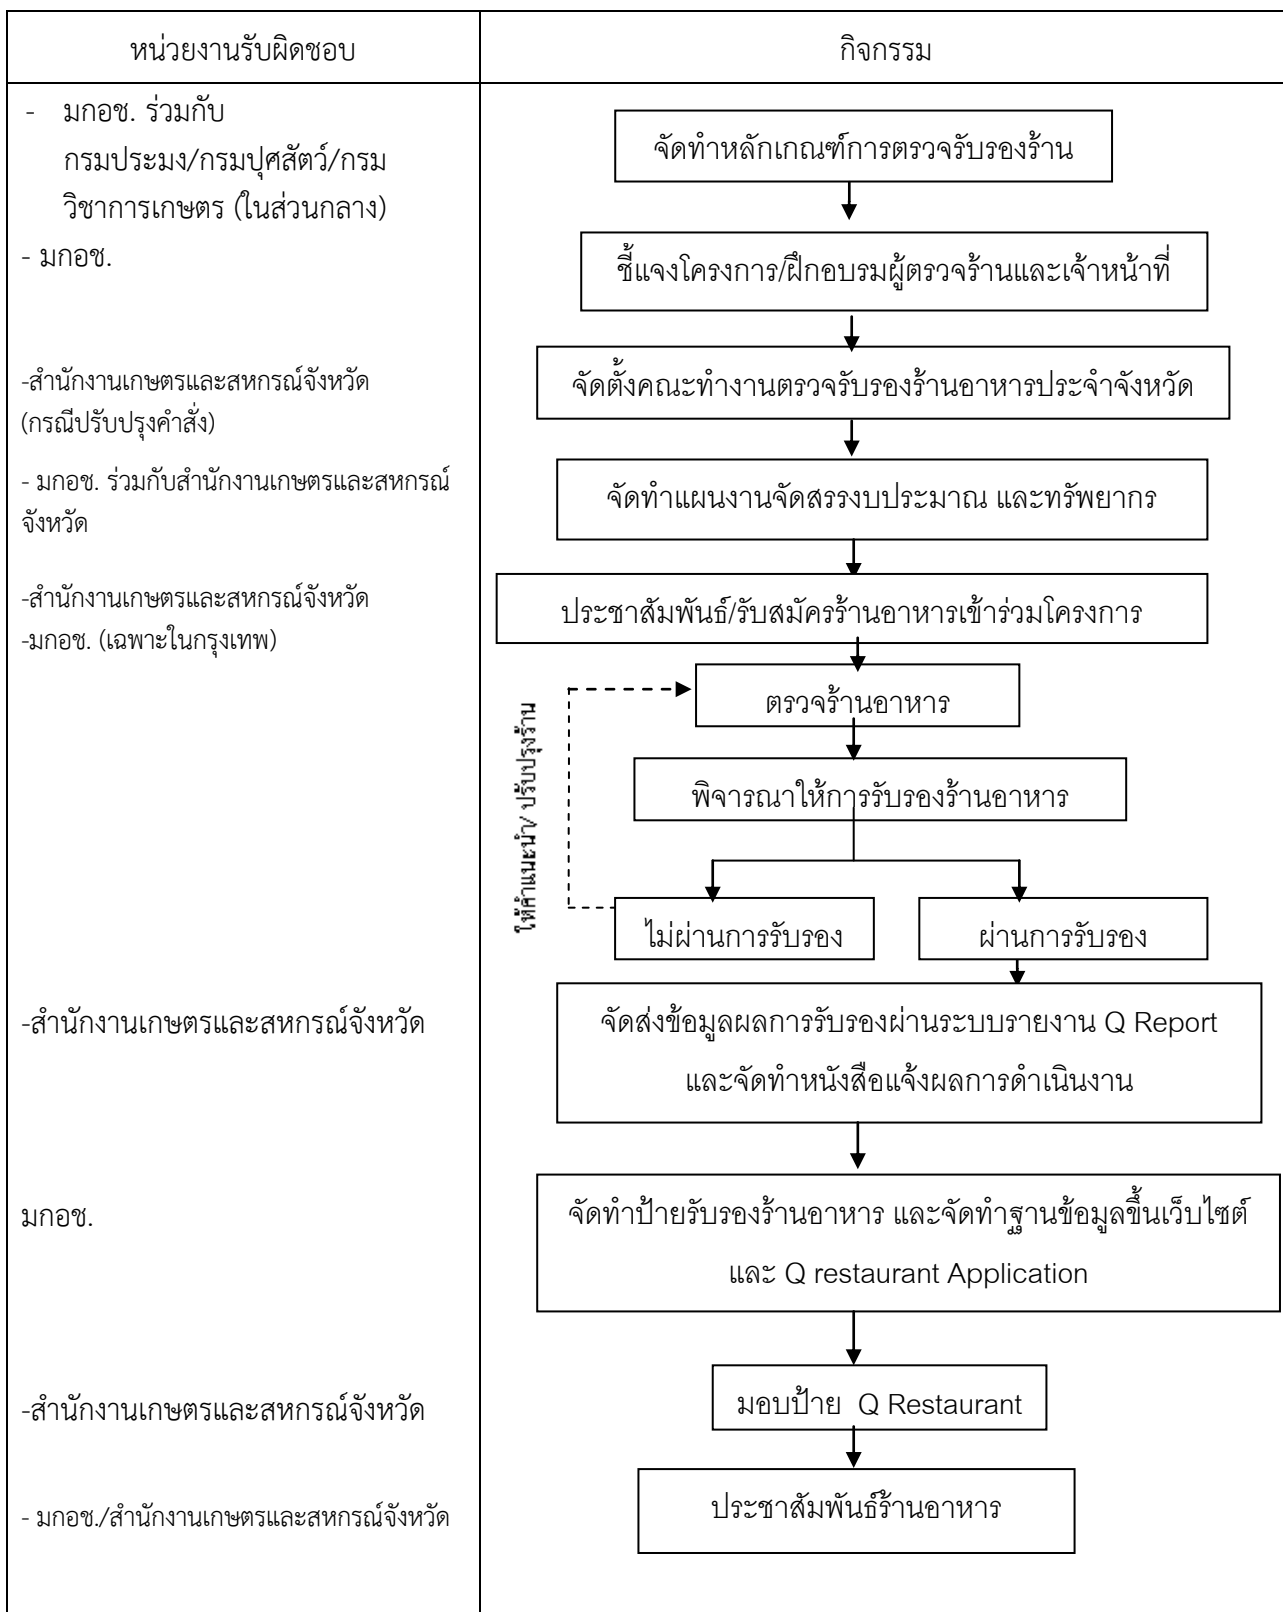 หน่วยงานรับผิดชอบ
กิจกรรม
- มกอช. ร่วมกับ
กรมประมง/กรมปุศสัตว์/กรม
วิชาการเกษตร (ในส่วนกลาง)
จัดทำหลักเกณฑ์การตรวจรับรองร้าน
- มกอช.
ชี้แจงโครงการ/ฝึกอบรมผู้ตรวจร้านและเจ้าหน้าที่
-สำนักงานเกษตรและสหกรณ์จังหวัด
(กรณีปรับปรุงคำสั่ง)
จัดตั้งคณะทำงานตรวจรับรองร้านอาหารประจำจังหวัด
- มกอช. ร่วมกับสำนักงานเกษตรและสหกรณ์
จังหวัด
จัดทำแผนงานจัดสรรงบประมาณ และทรัพยากร
-สำนักงานเกษตรและสหกรณ์จังหวัด
-มกอช. (เฉพาะในกรุงเทพ)
ประชาสัมพันธ์/รับสมัครร้านอาหารเข้าร่วมโครงการ
ตรวจร้านอาหาร
ให้คำแนะนำ/ ปรับปรุงร้าน
พิจารณาให้การรับรองร้านอาหาร
ไม่ผ่านการรับรอง
ผ่านการรับรอง
-สำนักงานเกษตรและสหกรณ์จังหวัด
จัดส่งข้อมูลผลการรับรองผ่านระบบรายงาน Q Report
และจัดทำหนังสือแจ้งผลการดำเนินงาน
มกอช.
จัดทำป้ายรับรองร้านอาหาร และจัดทำฐานข้อมูลขึ้นเว็บไซต์
และ Q restaurant Application
-สำนักงานเกษตรและสหกรณ์จังหวัด
มอบป้าย Q Restaurant
- มกอช./สำนักงานเกษตรและสหกรณ์จังหวัด
ประชาสัมพันธ์ร้านอาหาร